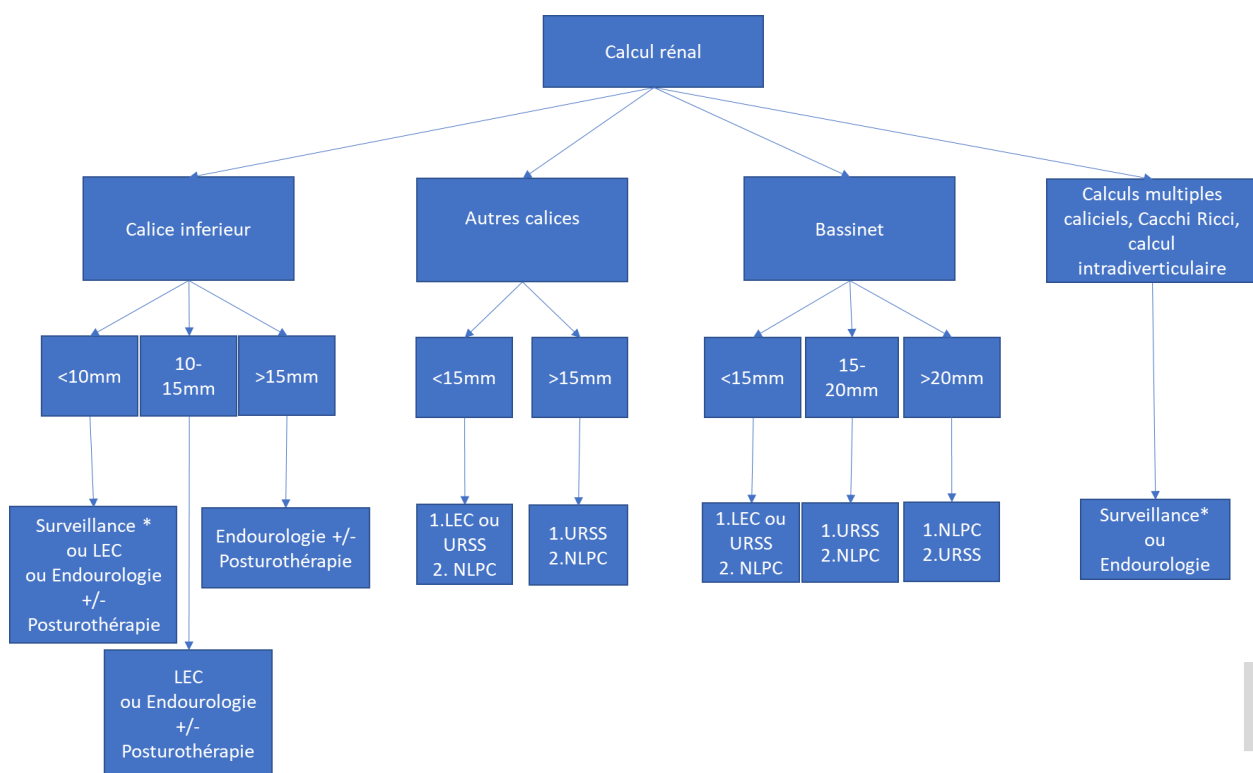 Calcul rénal
Calice inferieur
Autres calices
Bassinet
Calculs multiples
caliciels, Cacchi Ricci,
calcul
intradiverticulaire
<10mm
10-
15mm
>15mm
<15mm
>15mm
<15mm
15-
20mm
>20mm
Surveillance *
ou LEC
ou Endourologie
+/-
Posturothérapie
LEC
ou Endourologie
+/-
Posturothérapie
Endourologie +/-
Posturothérapie
1.LEC ou
URSS
2. NLPC
1.URSS
2.NLPC
1.LEC ou
URSS
2. NLPC
1.URSS
2.NLPC
1.NLPC
2.URSS
Surveillance*
ou
Endourologie